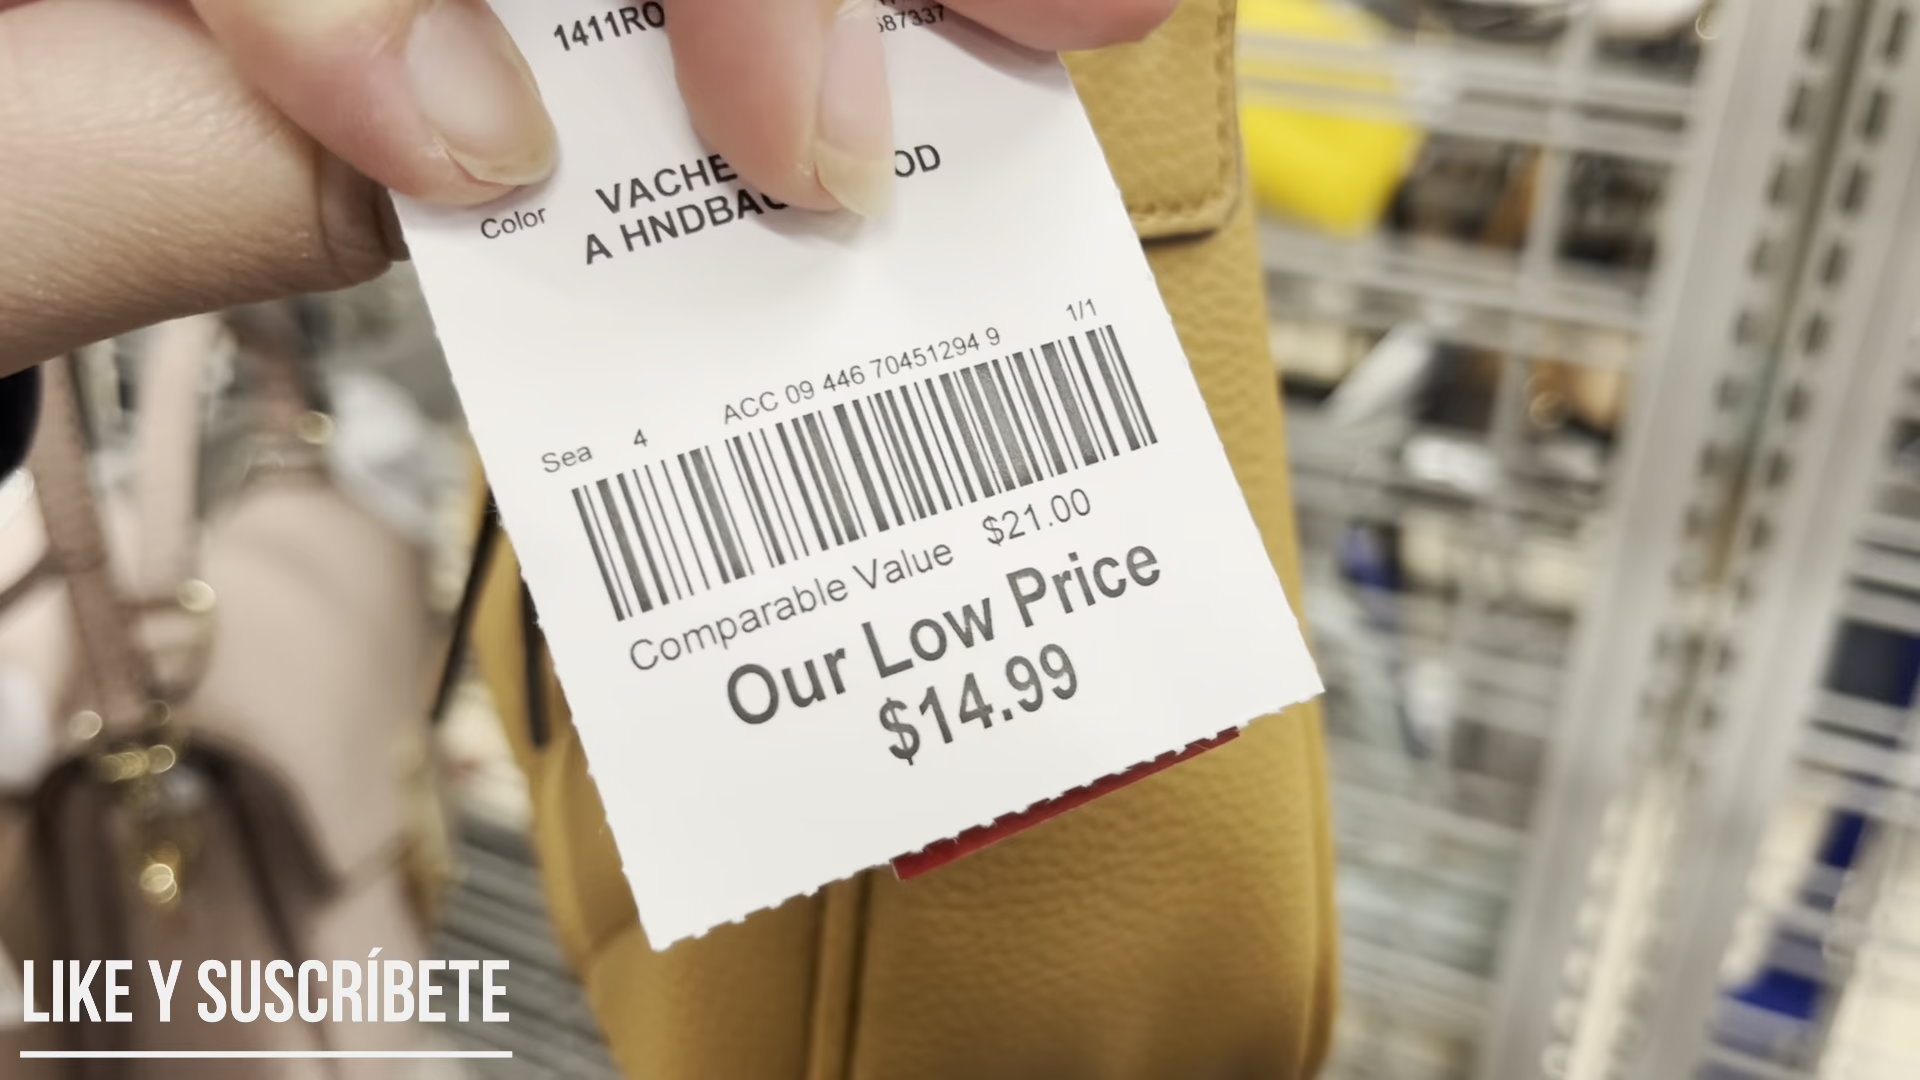 1411RO
587337
Color
VACHE OD
A HNDBAG
1/1
ACC 09 446 70451294 9
Sea 4
Comparable Value $21.00
Our Low Price
$14.99
LIKE Y SUSCRÍBETE